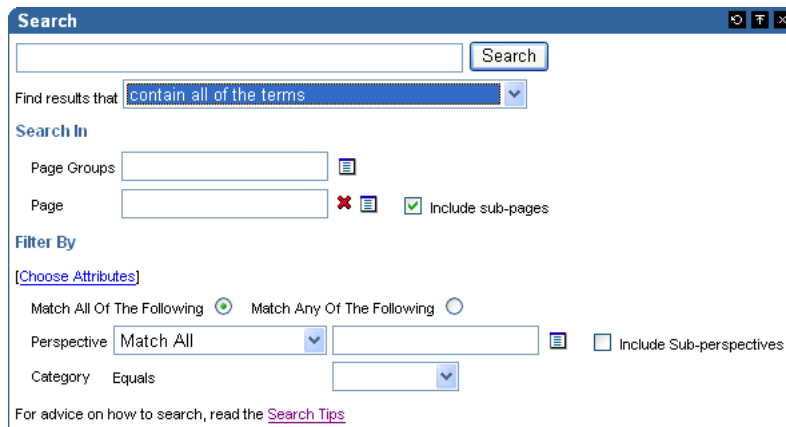 Search
Search
Find results that contain all of the terms
Search In
Page Groups
Page Include sub-pages
Filter By
[Choose Attributes]
Match All Of The Following Match Any Of The Following
Perspective Match All Include Sub-perspectives
Category Equals
For advice on how to search, read the Search Tips